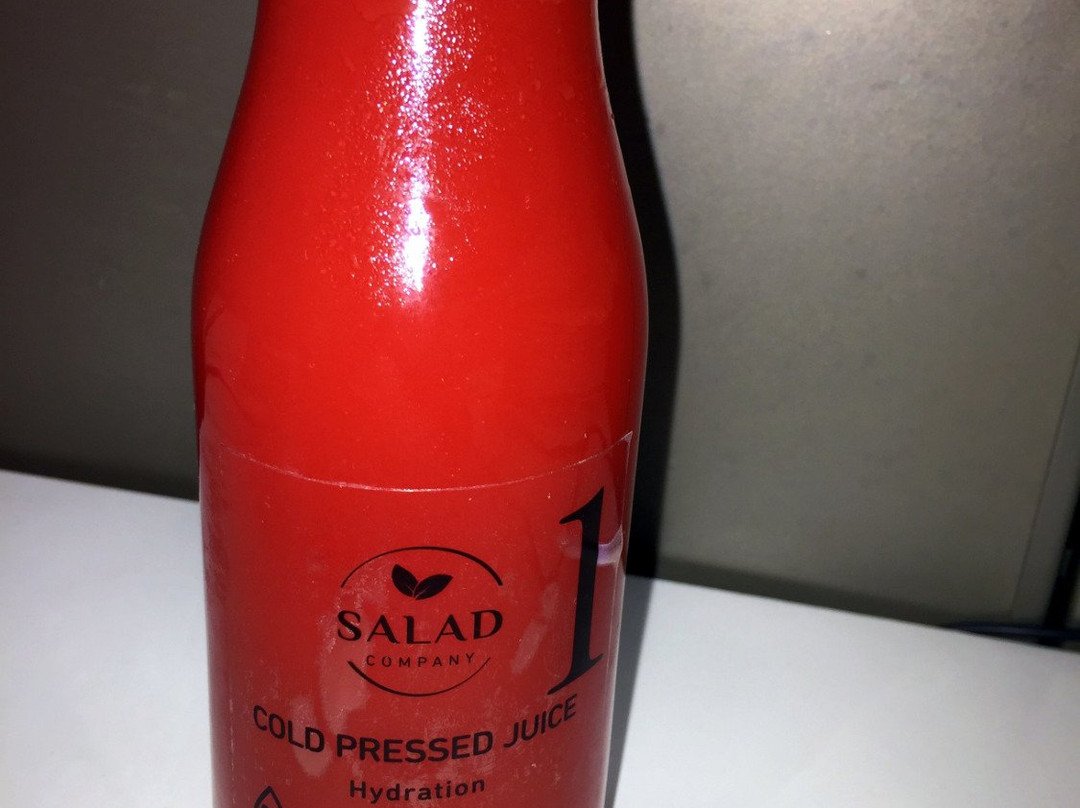 1
SALAD
COMPANY
COLD PRESSED JUICE
Hydration